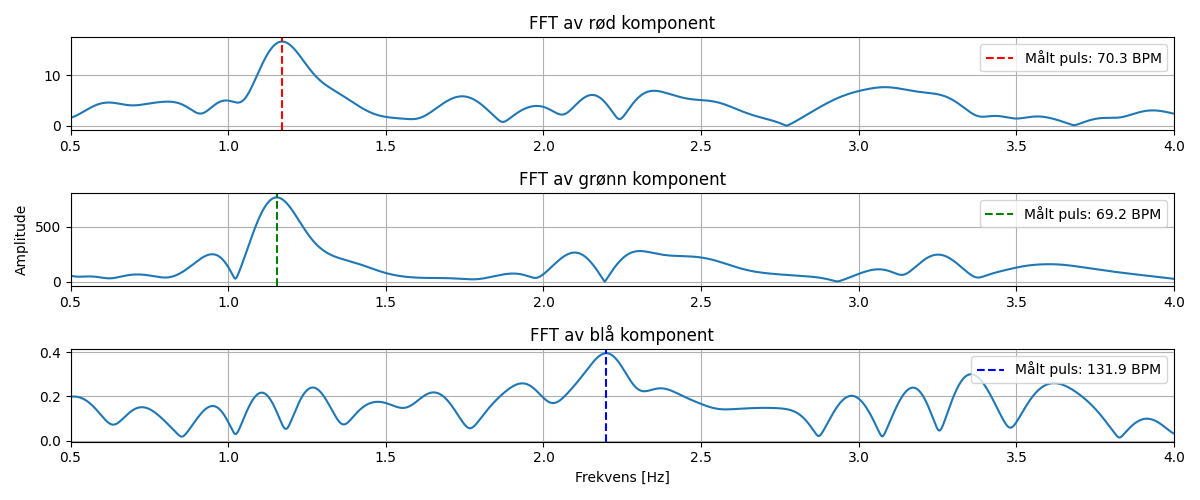 FFT av rød komponent
10
0
Målt puls: 70.3 BPM
0.5 1.0 1.5 2.0 2.5 3.0 3.5 4.0
FFT av grønn komponent
Amplitude
500
0
Målt puls: 69.2 BPM
0.5 1.0 1.5 2.0 2.5 3.0 3.5 4.0
FFT av blå komponent
0.4
0.2
0.0
Målt puls: 131.9 BPM
0.5 1.0 1.5 2.0 2.5 3.0 3.5 4.0
Frekvens [Hz]